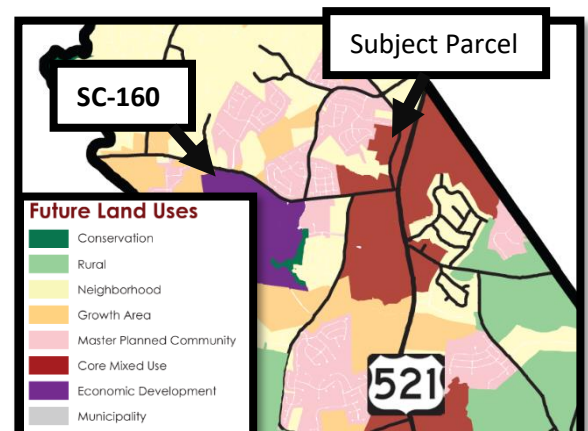 Subject Parcel
SC-160
Future Land Uses
Conservation
Rural
Neighborhood
Growth Area
Master Planned Community
Core Mixed Use
Economic Development
Municipality
521